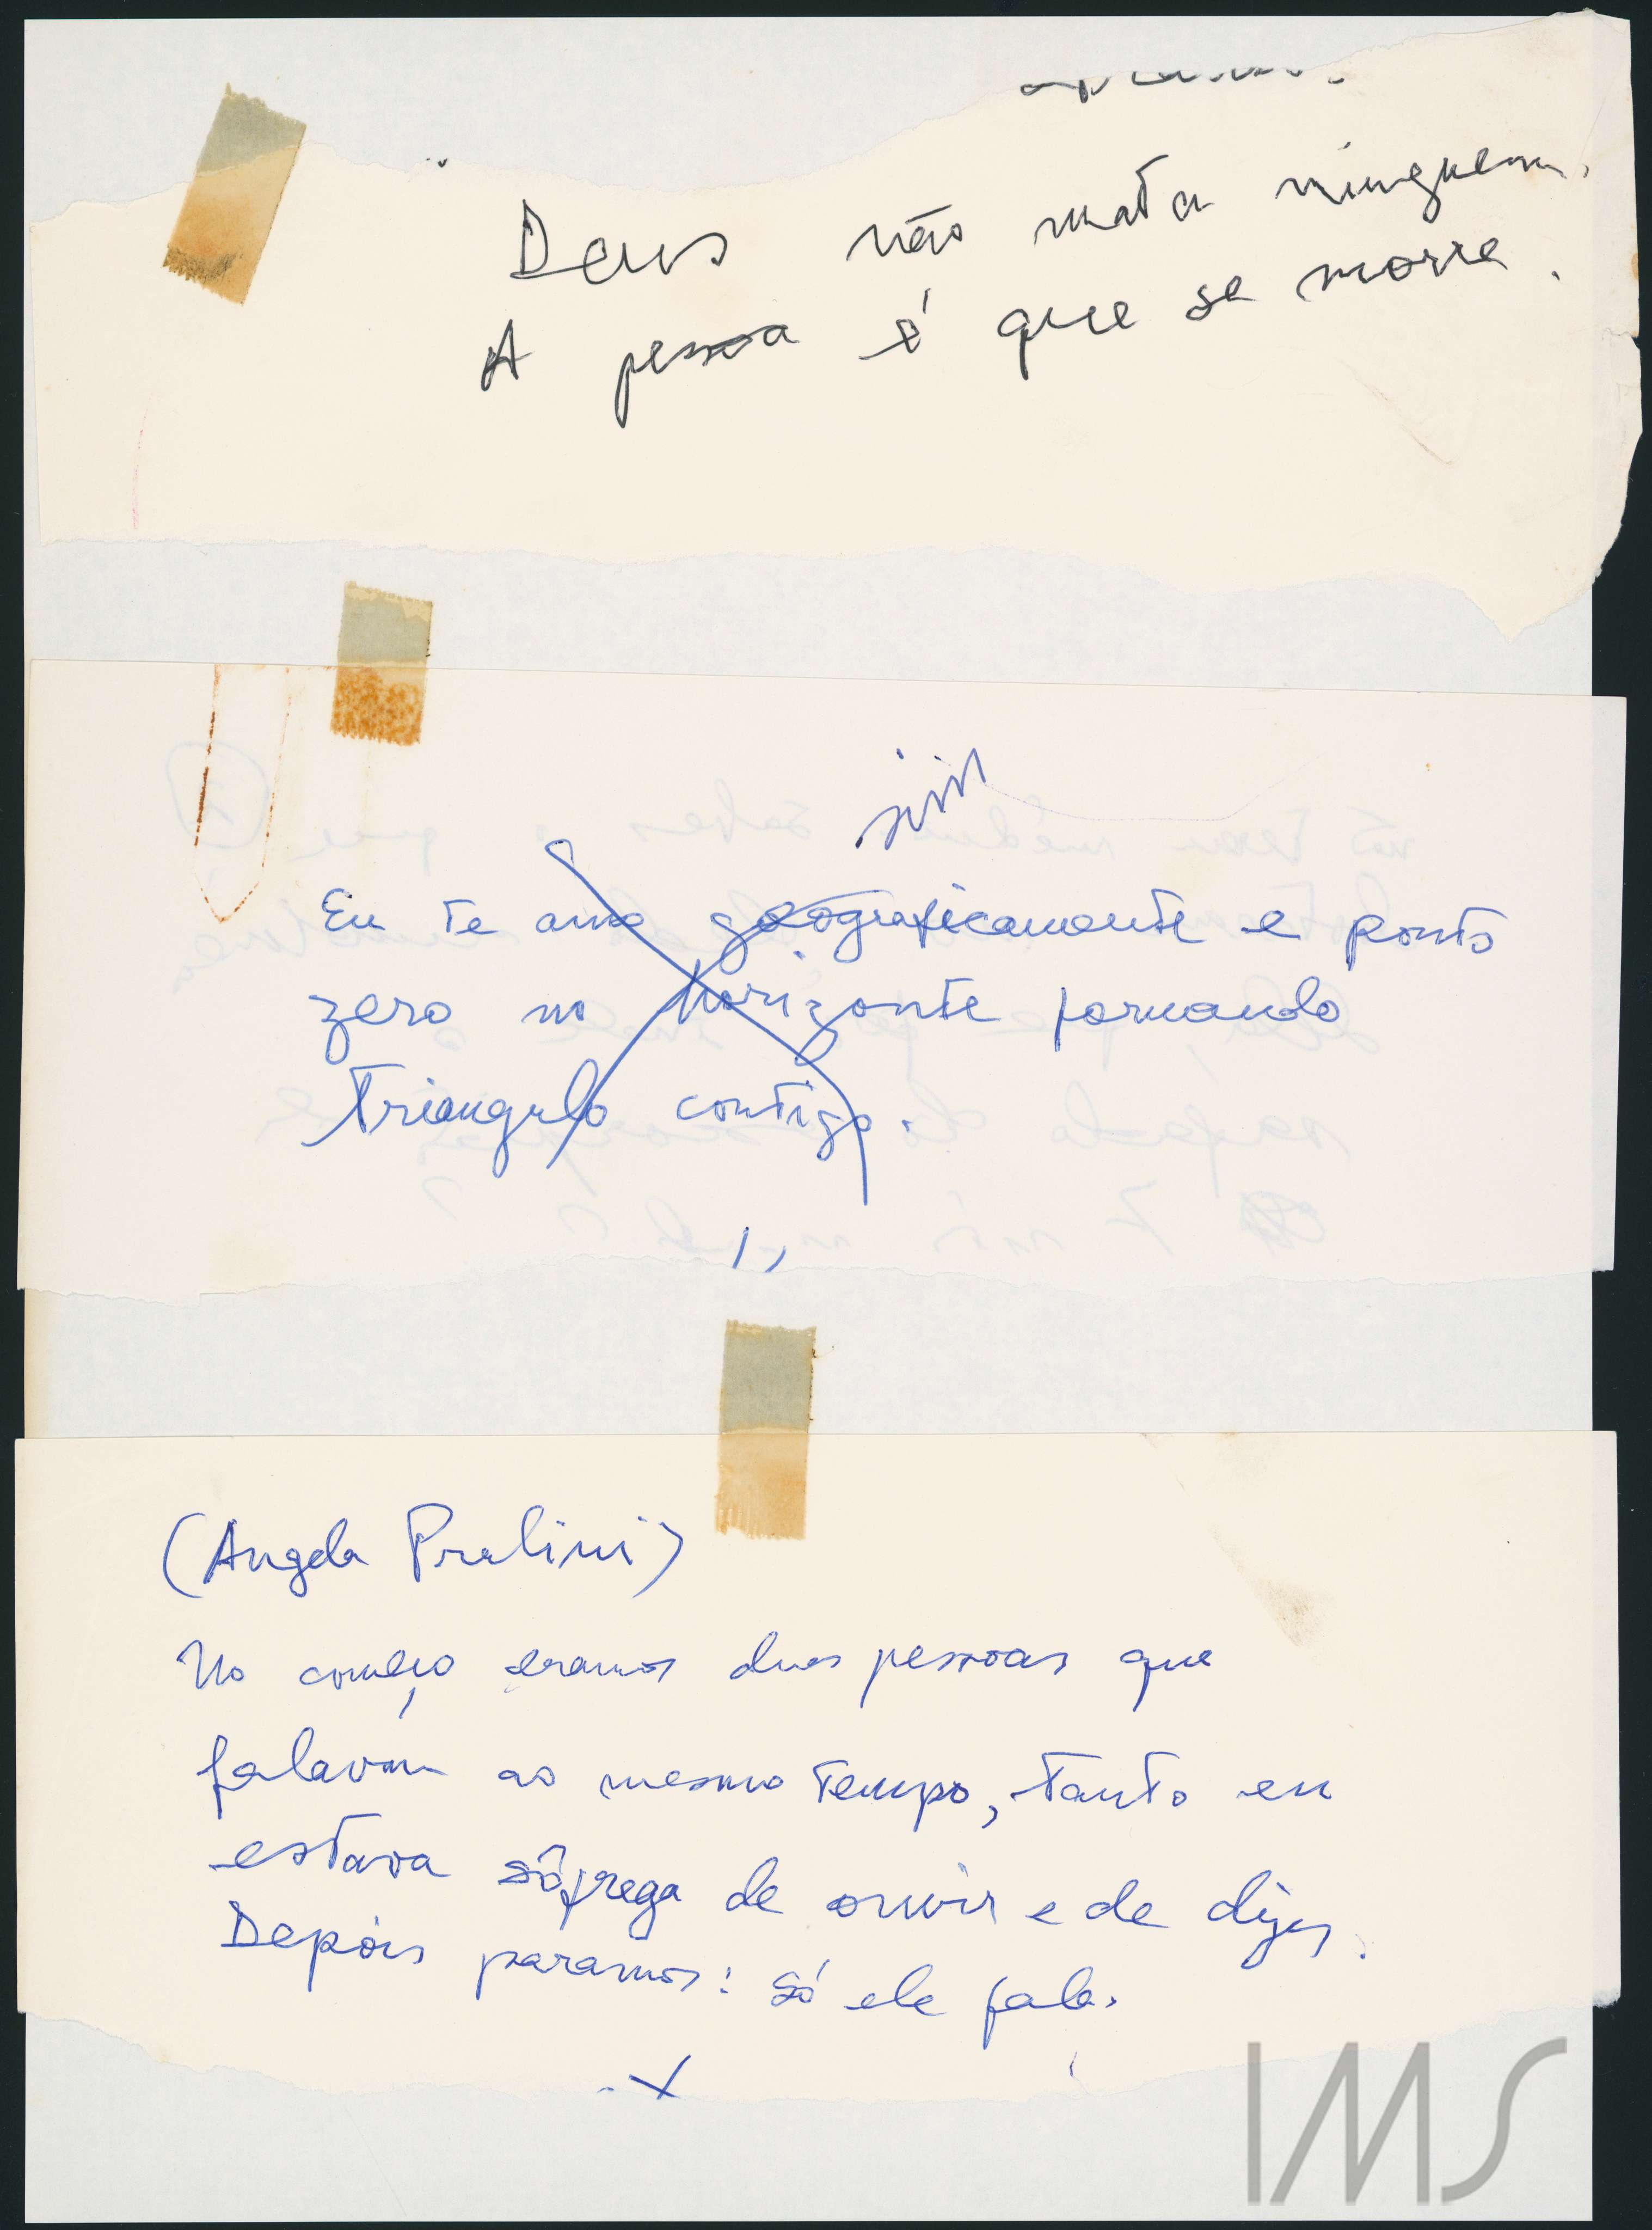 Deus não mata ninguem.
A pessoa é que se morre.
sim
Eu te amo geograficamente e ponto
zero no horizonte formando
triangulo contigo.
(Angela Pralini)
No começo eramos duas pessoas que
falavam ao mesmo tempo, tanto eu
estava sôfrega de ouvir e de dizer.
Depois paramos: só ele fala.
X
IMS